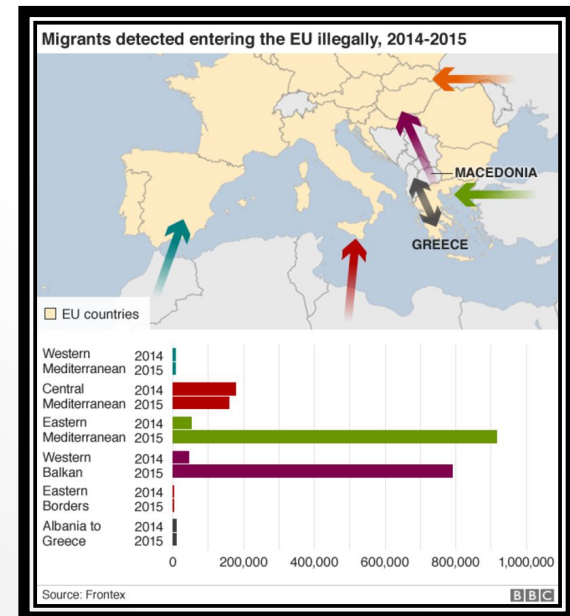 Migrants detected entering the EU illegally, 2014-2015
MACEDONIA
GREECE
EU countries
Western 2014
Mediterranean 2015
Central 2014
Mediterranean 2015
Eastern 2014
Mediterranean 2015
Western 2014
Balkan 2015
Eastern 2014
Borders 2015
Albania to 2014
Greece 2015
0 200,000 400,000 600,000 800,000 1,000,000
Source: Frontex BBC